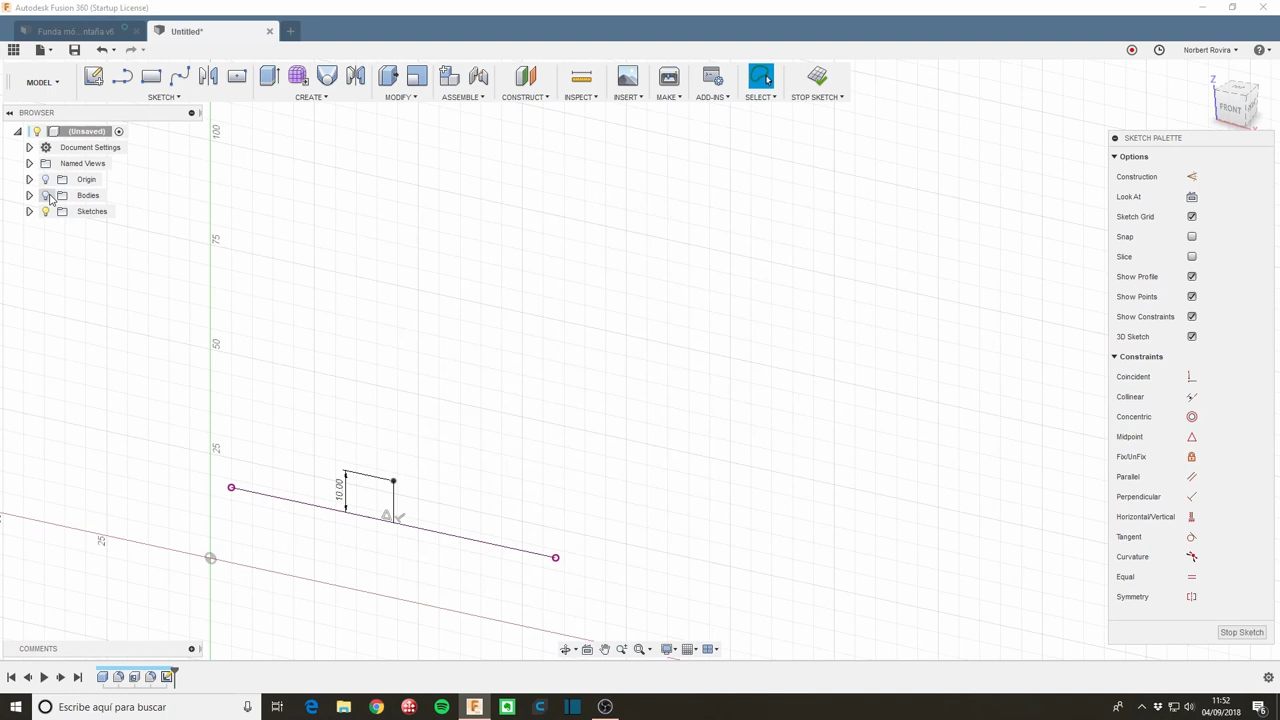 Autodesk Fusion 360 (Startup License)
Funda mó...ntaña v6
Untitled*
Norbert Rovira
MODEL
SKETCH
CREATE
MODIFY
ASSEMBLE
CONSTRUCT
INSPECT
INSERT
MAKE
ADD-INS
SELECT
STOP SKETCH
BROWSER
(Unsaved)
Document Settings
Named Views
Origin
Bodies
Sketches
100
75
50
25
25
10.00
Z
FRONT
SKETCH PALETTE
Options
Construction
Look At
Sketch Grid
Snap
Slice
Show Profile
Show Points
Show Constraints
3D Sketch
Constraints
Coincident
Collinear
Concentric
Midpoint
Fix/UnFix
Parallel
Perpendicular
Horizontal/Vertical
Tangent
Curvature
Equal
Symmetry
Stop Sketch
COMMENTS
Escribe aquí para buscar
11:52
04/09/2018